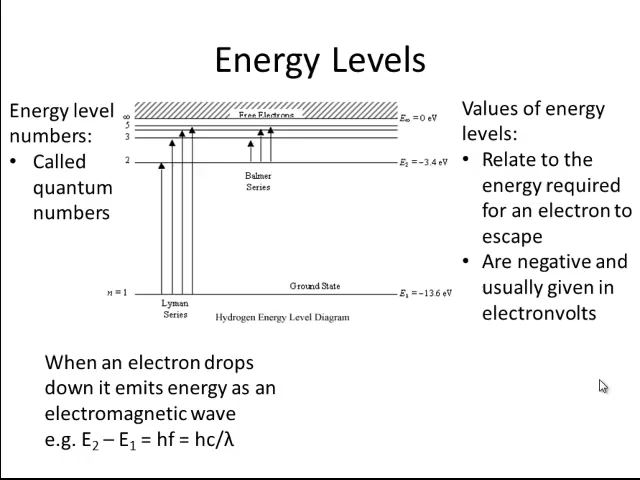 Energy Levels
Energy level
numbers:
• Called
quantum
numbers
∞
5
3
2
n = 1
Free Electrons
E∞ = 0 eV
E₂ = −3.4 eV
Balmer
Series
Ground State
E₁ = −13.6 eV
Lyman
Series
Hydrogen Energy Level Diagram
Values of energy
levels:
• Relate to the
energy required
for an electron to
escape
• Are negative and
usually given in
electronvolts
When an electron drops
down it emits energy as an
electromagnetic wave
e.g. E₂ – E₁ = hf = hc/λ